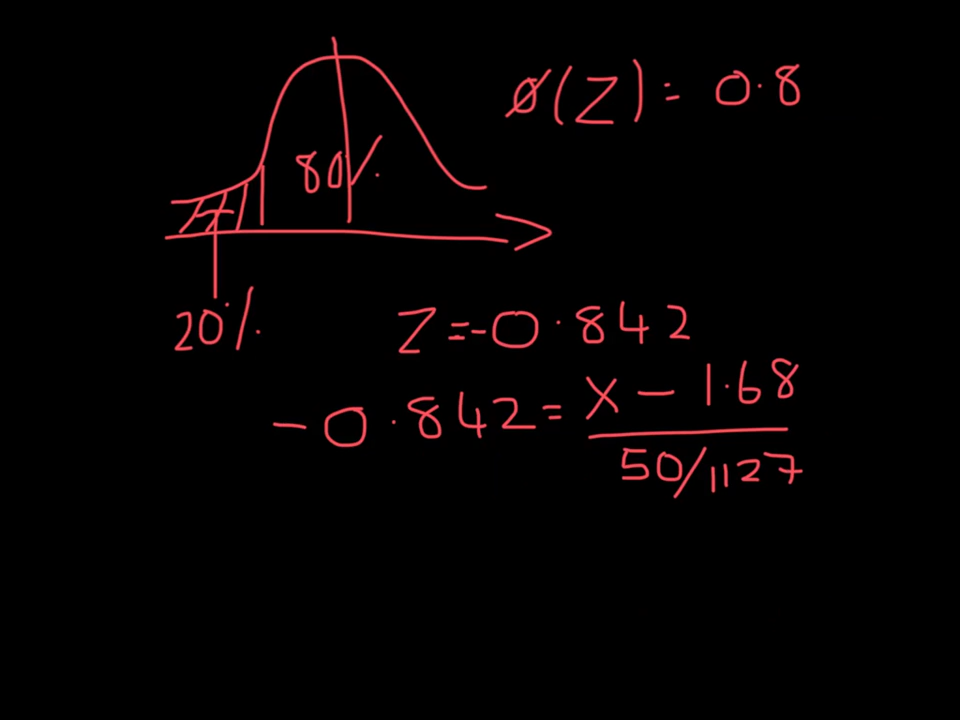 ø(Z) = 0.8
80%
20%
Z = -0.842
-0.842 = X - 1.68
50/1127